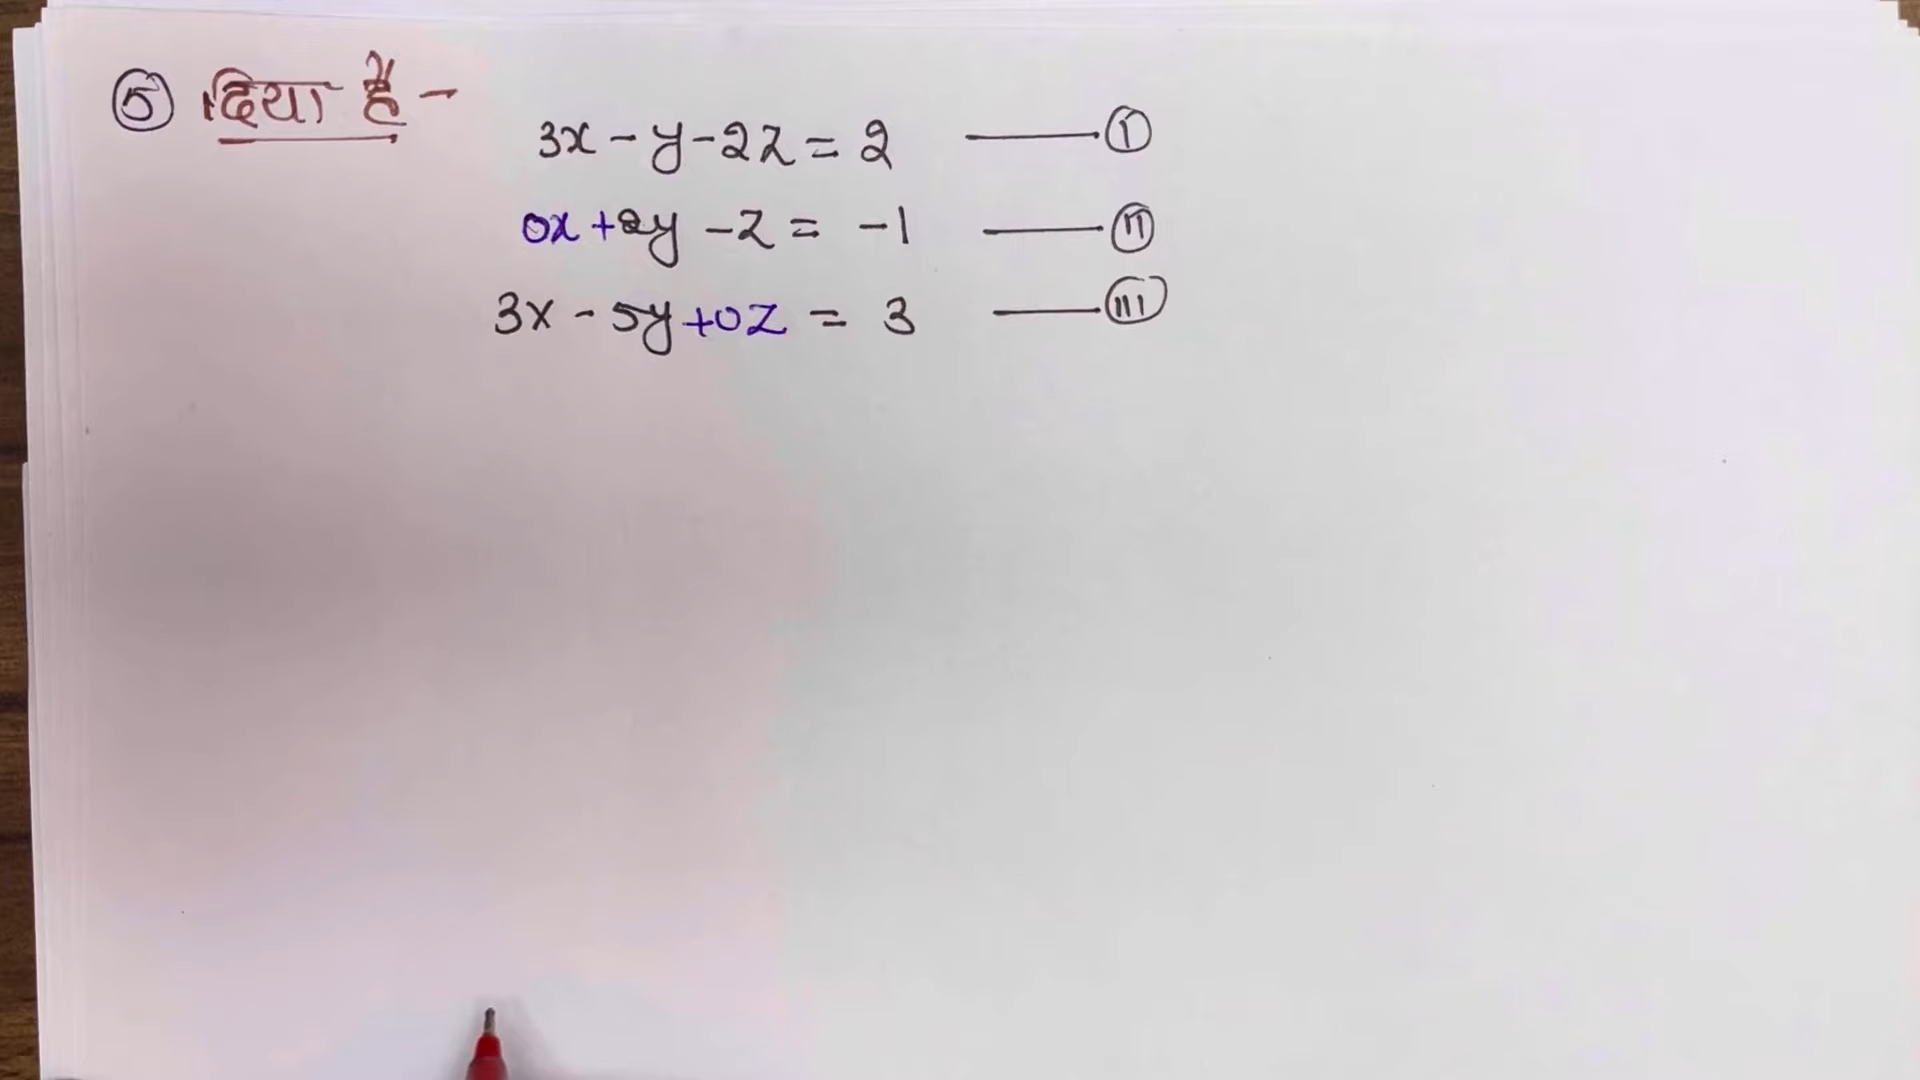 ⑤ दिया है -
3x - y - 2z = 2 —— Ⓘ
0x + 2y - z = -1 —— (II)
3x - 5y + 0z = 3 —— (III)